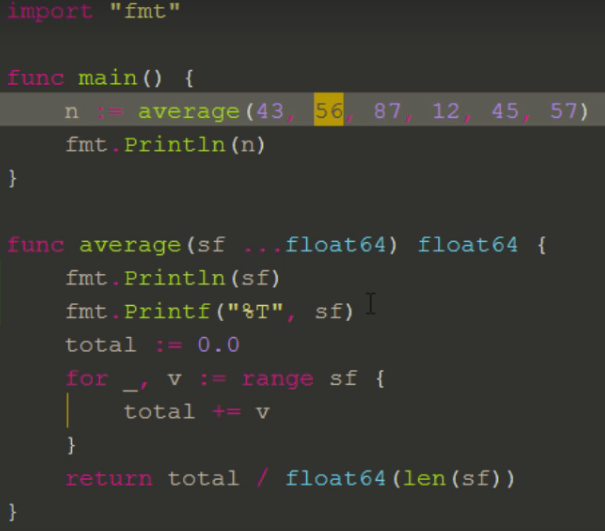 import "fmt"
func main() {
    n := average(43, 56, 87, 12, 45, 57)
    fmt.Println(n)
}
func average(sf ...float64) float64 {
    fmt.Println(sf)
    fmt.Printf("%T", sf)
    total := 0.0
    for _, v := range sf {
        total += v
    }
    return total / float64(len(sf))
}